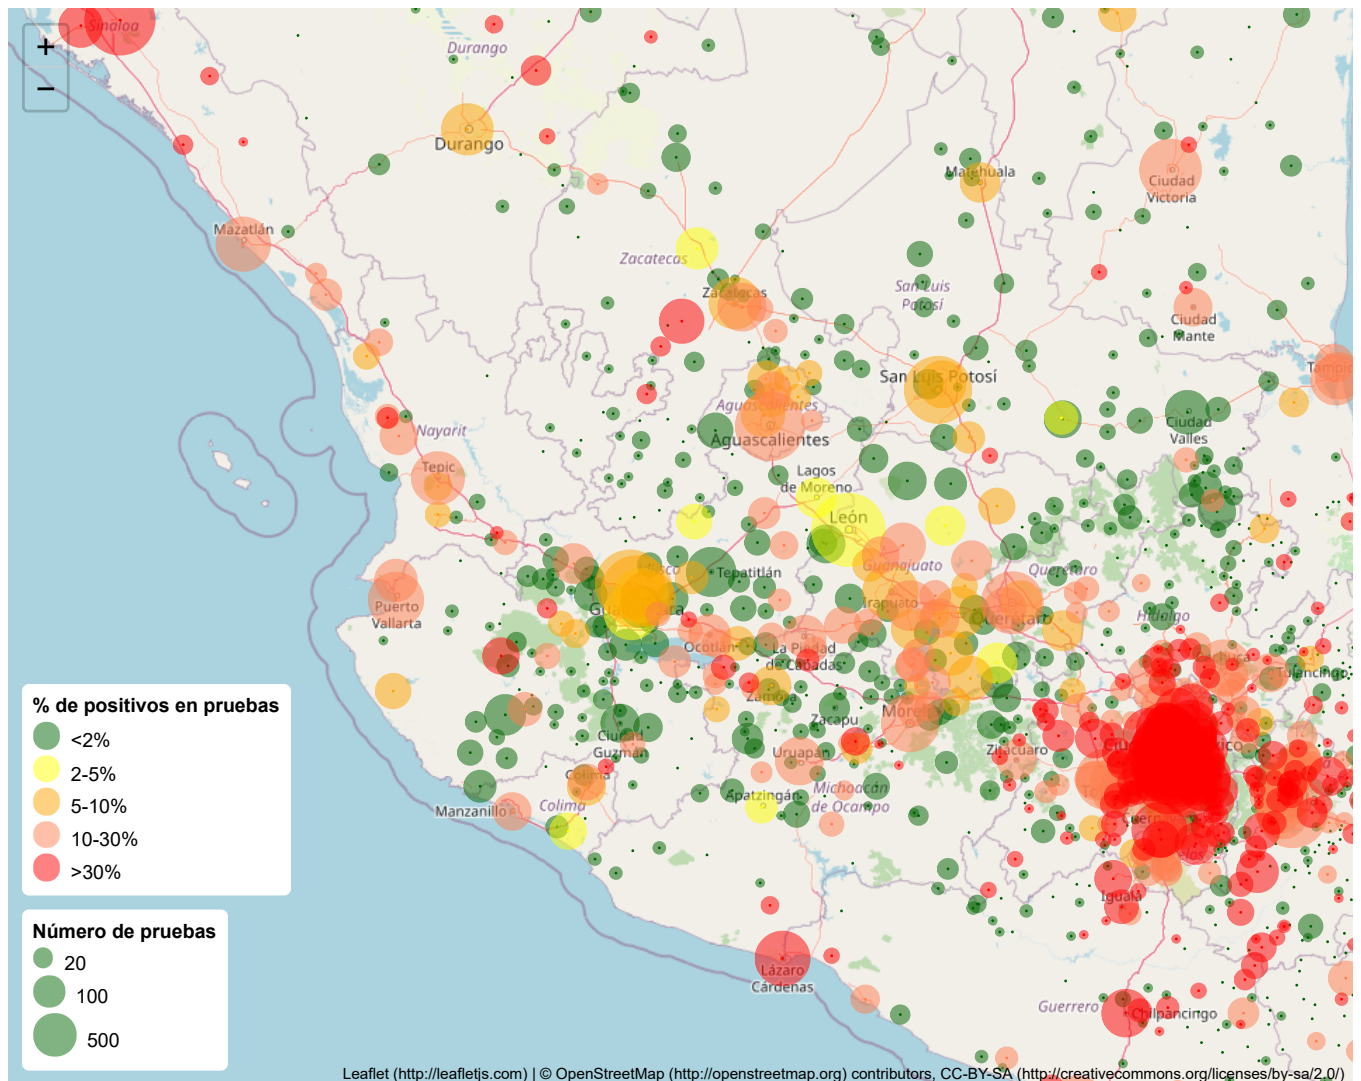 Sinaloa
+
−
Durango
Durango
Matehuala
Ciudad
Victoria
Mazatlán
Zacatecas
San Luis
Potosí
Zacatecas
Ciudad
Mante
Tampico
San Luis Potosí
Aguascalientes
Aguascalientes
Nayarit
Ciudad
Valles
Tepic
Lagos
de Moreno
León
Guanajuato
Querétaro
Tepatitlán
Puerto
Vallarta
Irapuato
Querétaro
Hidalgo
Ocotlán
La Piedad
de Cabadas
Tulancingo
Zamora
Zacapu
Ciudad
Guzmán
Uruapan
Zitácuaro
Colima
Apatzingán
Michoacán
de Ocampo
Manzanillo
Colima
Iguala
Lázaro
Cárdenas
Guerrero
Chilpancingo
% de positivos en pruebas
<2%
2-5%
5-10%
10-30%
>30%
Número de pruebas
20
100
500
Leaflet (http://leafletjs.com) | © OpenStreetMap (http://openstreetmap.org) contributors, CC-BY-SA (http://creativecommons.org/licenses/by-sa/2.0/)